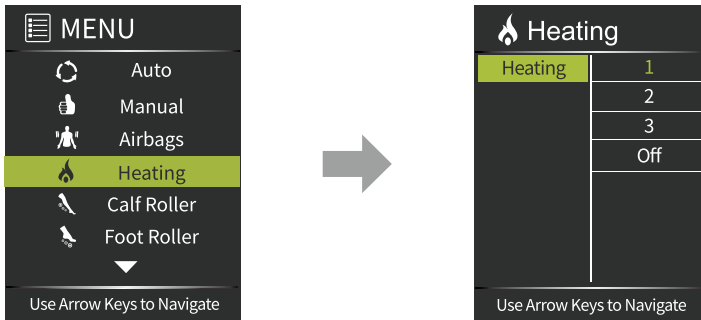 MENU
Auto
Manual
Airbags
Heating
Calf Roller
Foot Roller
Use Arrow Keys to Navigate
Heating
Heating
1
2
3
Off
Use Arrow Keys to Navigate